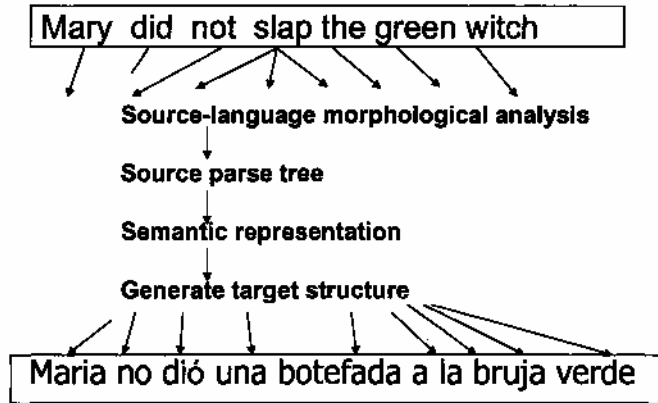 Mary did not slap the green witch
Source-language morphological analysis
Source parse tree
Semantic representation
Generate target structure
Maria no dió una botefada a la bruja verde